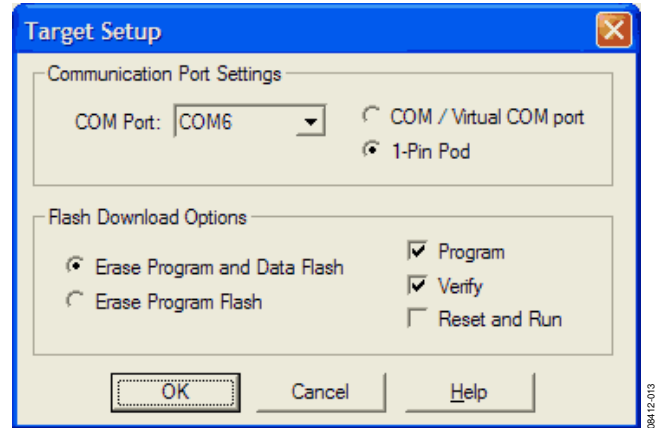 Target Setup
Communication Port Settings
COM Port: COM6
COM / Virtual COM port
1-Pin Pod
Flash Download Options
Erase Program and Data Flash
Erase Program Flash
Program
Verify
Reset and Run
OK Cancel Help
08412-013